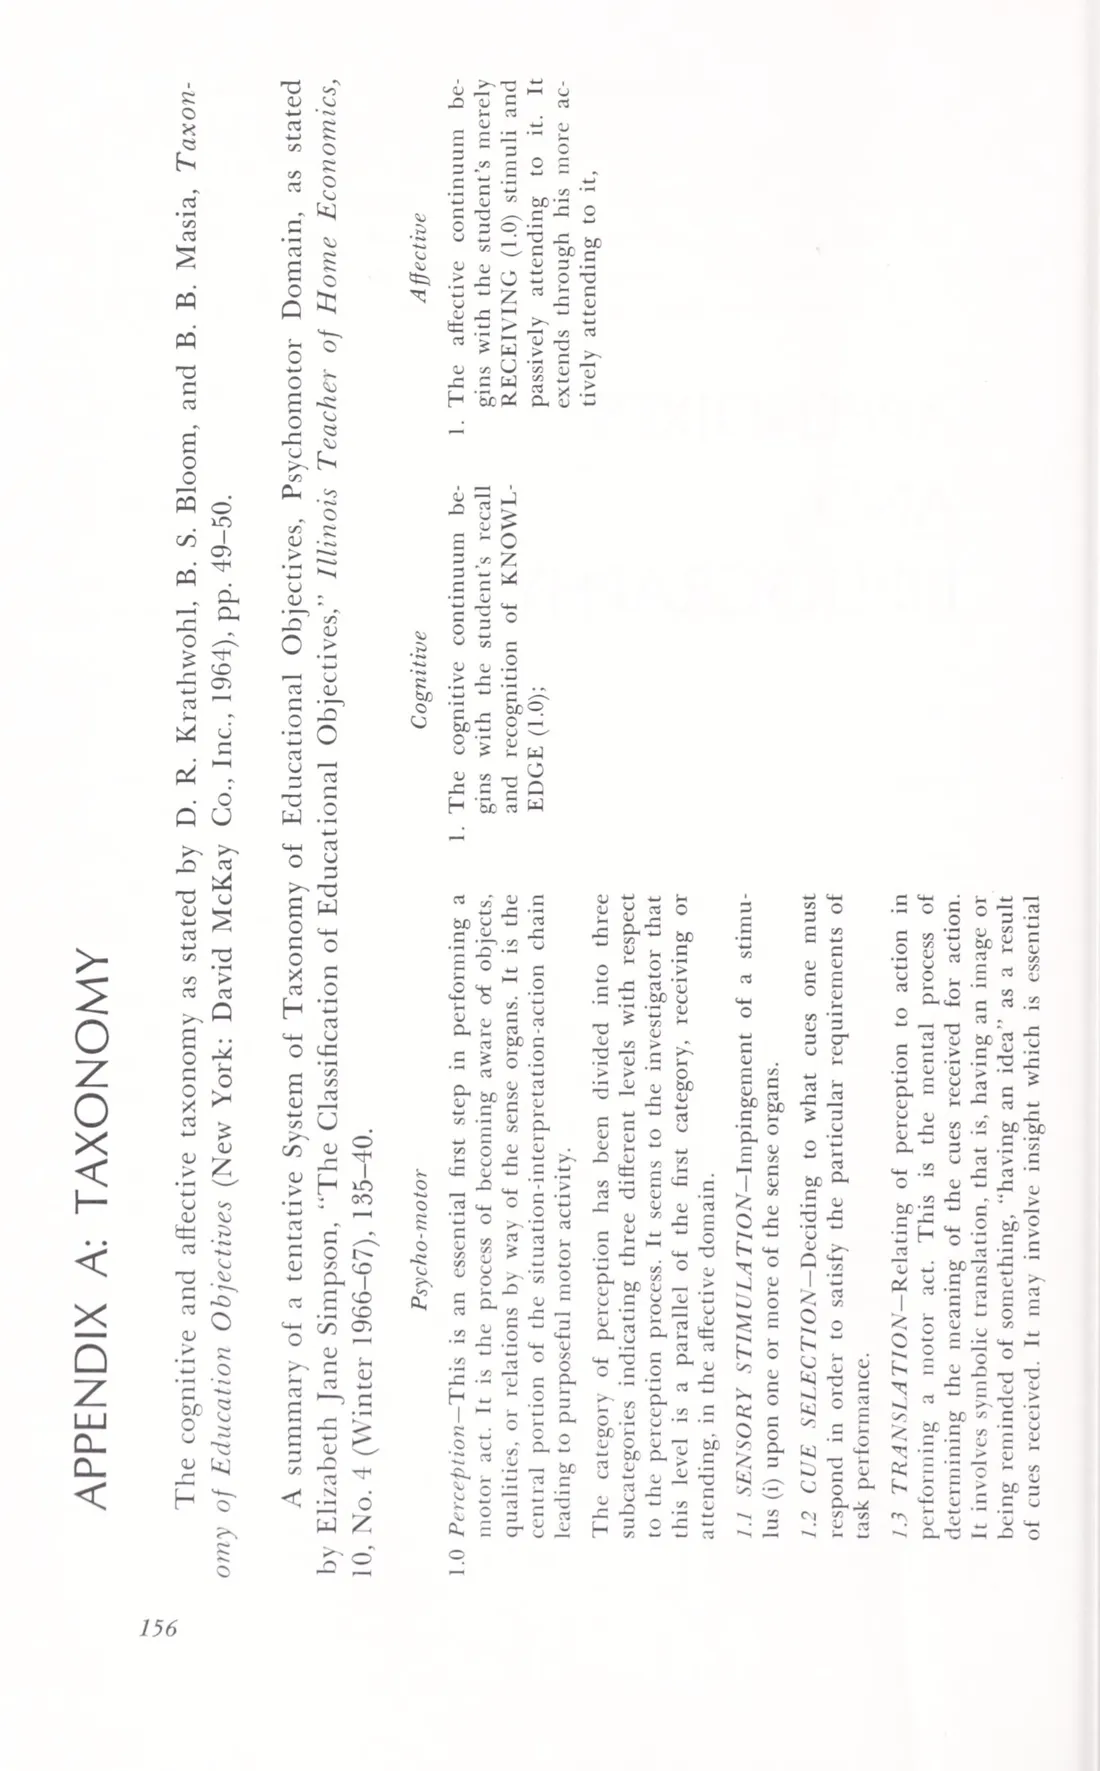 APPENDIX A: TAXONOMY
The cognitive and affective taxonomy as stated by D. R. Krathwohl, B. S. Bloom, and B. B. Masia, Taxon-
omy of Education Objectives (New York: David McKay Co., Inc., 1964), pp. 49–50.
A summary of a tentative System of Taxonomy of Educational Objectives, Psychomotor Domain, as stated
by Elizabeth Jane Simpson, "The Classification of Educational Objectives," Illinois Teacher of Home Economics,
10, No. 4 (Winter 1966–67), 135–40.
Psycho-motor
1.0 Perception—This is an essential first step in performing a
motor act. It is the process of becoming aware of objects,
qualities, or relations by way of the sense organs. It is the
central portion of the situation-interpretation-action chain
leading to purposeful motor activity.
The category of perception has been divided into three
subcategories indicating three different levels with respect
to the perception process. It seems to the investigator that
this level is a parallel of the first category, receiving or
attending, in the affective domain.
1.1 SENSORY STIMULATION—Impingement of a stimu-
lus (i) upon one or more of the sense organs.
1.2 CUE SELECTION—Deciding to what cues one must
respond in order to satisfy the particular requirements of
task performance.
1.3 TRANSLATION—Relating of perception to action in
performing a motor act. This is the mental process of
determining the meaning of the cues received for action.
It involves symbolic translation, that is, having an image or
being reminded of something, "having an idea" as a result
of cues received. It may involve insight which is essential
Cognitive
1. The cognitive continuum be-
gins with the student's recall
and recognition of KNOWL-
EDGE (1.0);
Affective
1. The affective continuum be-
gins with the student's merely
RECEIVING (1.0) stimuli and
passively attending to it. It
extends through his more ac-
tively attending to it,
156